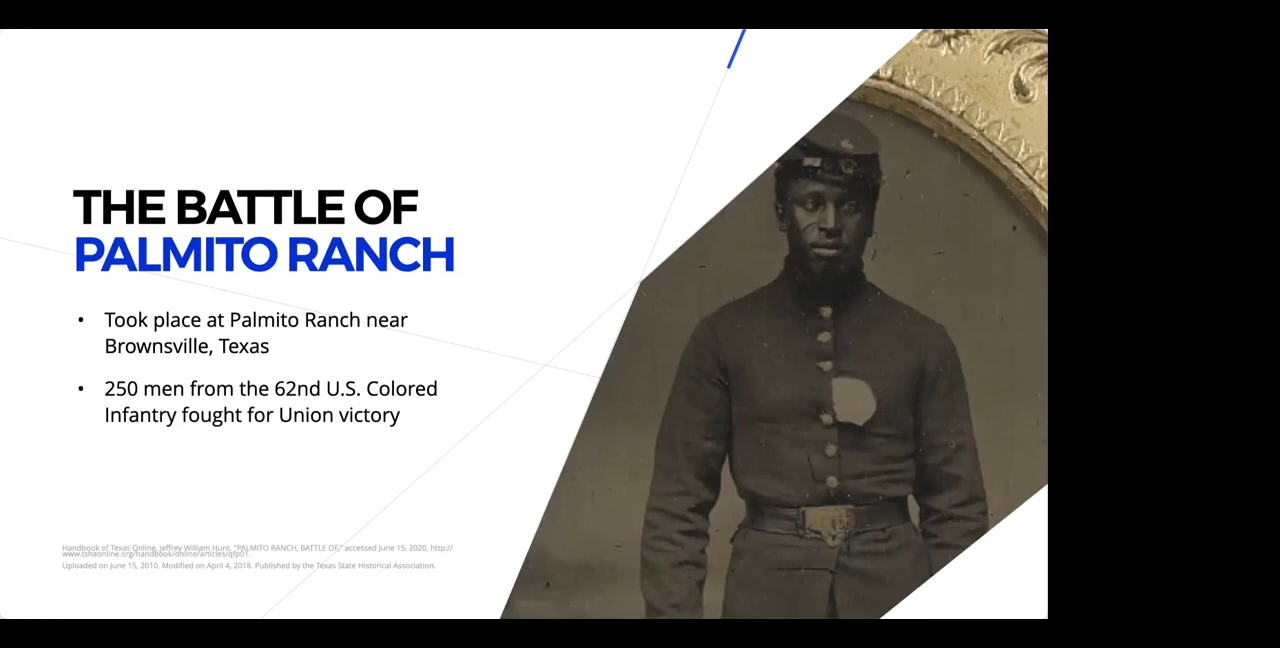 THE BATTLE OF
PALMITO RANCH
• Took place at Palmito Ranch near
Brownsville, Texas
• 250 men from the 62nd U.S. Colored
Infantry fought for Union victory
Handbook of Texas Online, Jeffrey William Hunt, "PALMITO RANCH, BATTLE OF," accessed June 15, 2020, http://
www.tshaonline.org/handbook/online/articles/qfp01.
Uploaded on June 15, 2010. Modified on April 4, 2018. Published by the Texas State Historical Association.